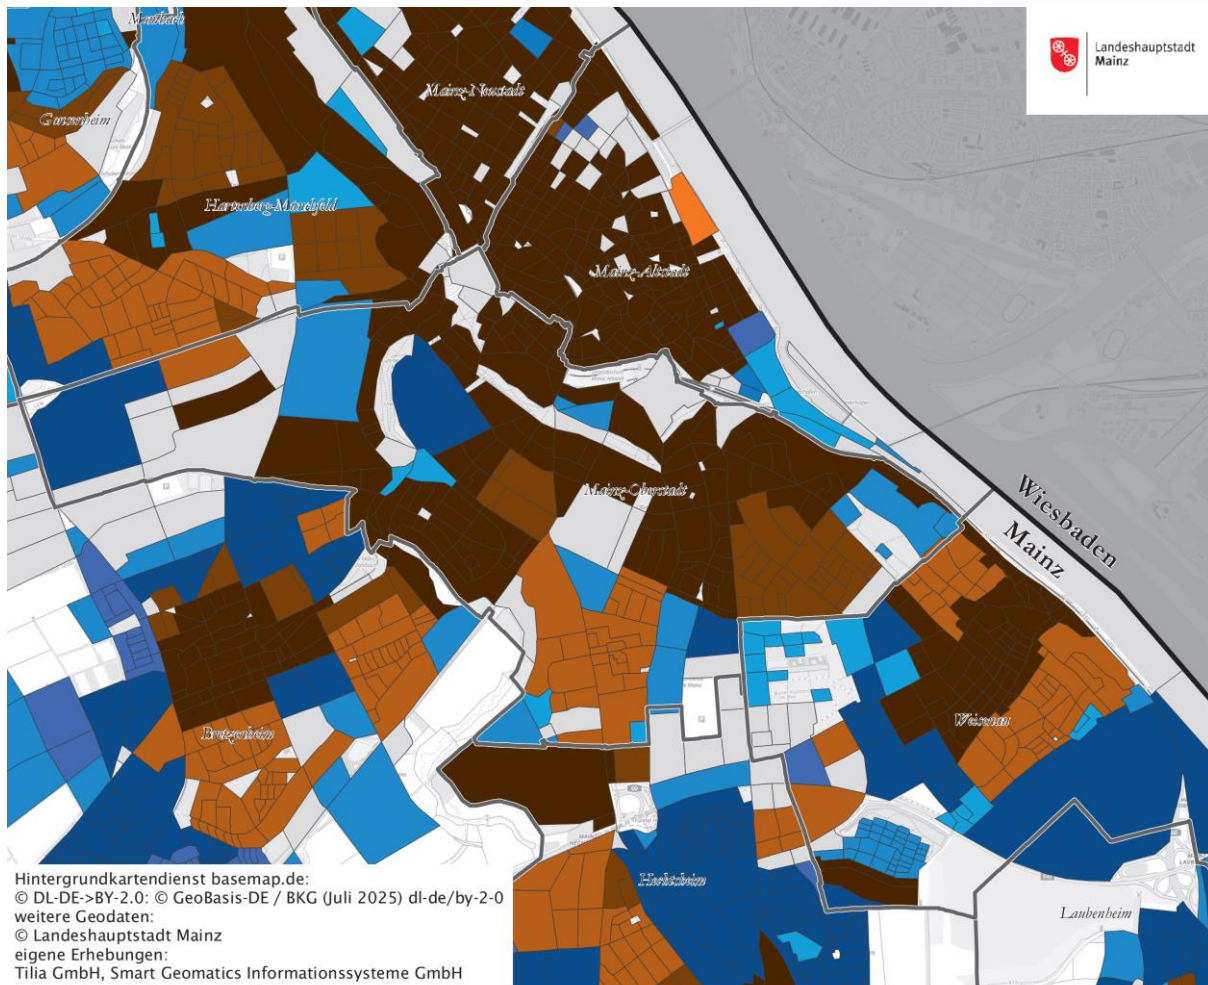 Mombach
Landeshauptstadt
Mainz
Mainz-Neustadt
Gonsenheim
Hartenberg-Münchfeld
Mainz-Altstadt
Mainz-Oberstadt
Wiesbaden
Mainz
Weisenau
Bretzenheim
Hechtsheim
Laubenheim
Hintergrundkartendienst basemap.de:
© DL-DE->BY-2.0: © GeoBasis-DE / BKG (Juli 2025) dl-de/by-2-0
weitere Geodaten:
© Landeshauptstadt Mainz
eigene Erhebungen:
Tilia GmbH, Smart Geomatics Informationssysteme GmbH